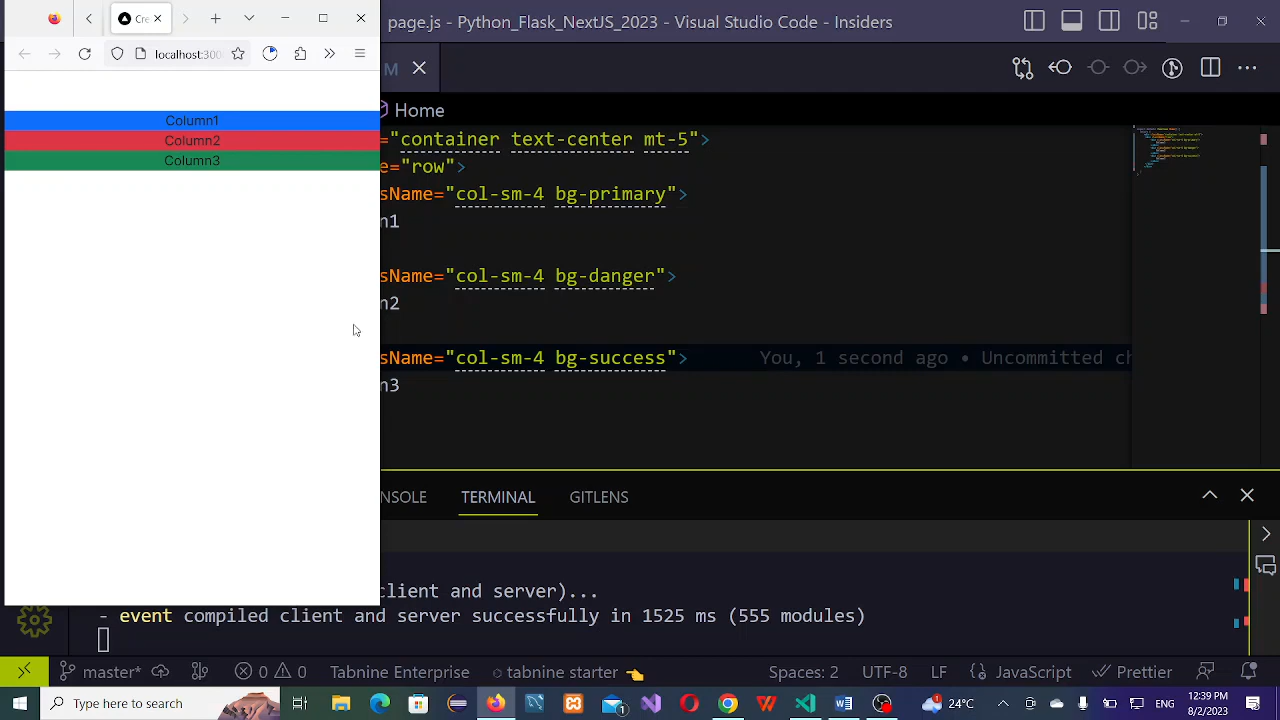 Cre
page.js - Python_Flask_NextJS_2023 - Visual Studio Code - Insiders
localhost:300
M
Home
Column1
Column2
Column3
="container text-center mt-5">
e="row">
sName="col-sm-4 bg-primary">
n1
sName="col-sm-4 bg-danger">
n2
sName="col-sm-4 bg-success"> You, 1 second ago • Uncommitted ch
n3
NSOLE TERMINAL GITLENS
client and server)...
- event compiled client and server successfully in 1525 ms (555 modules)
master* 0 0 Tabnine Enterprise tabnine starter Spaces: 2 UTF-8 LF JavaScript Prettier
Type here to search 24°C ENG 12:39 PM
8/2/2023